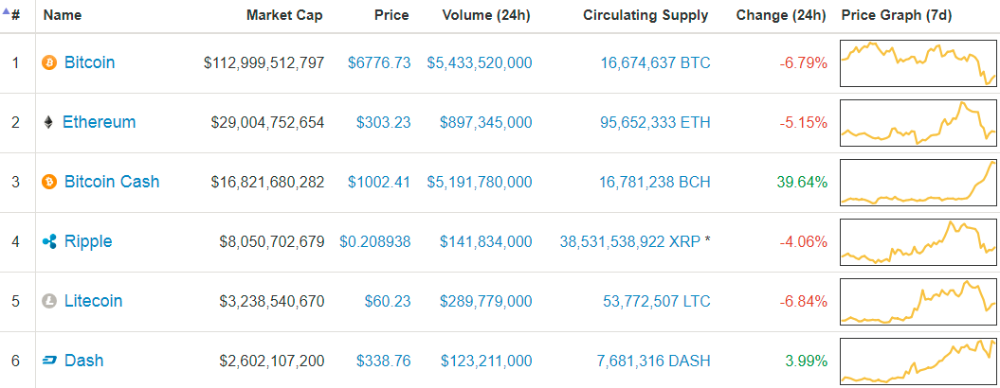 # Name Market Cap Price Volume (24h) Circulating Supply Change (24h) Price Graph (7d)
1 Bitcoin $112,999,512,797 $6776.73 $5,433,520,000 16,674,637 BTC -6.79%
2 Ethereum $29,004,752,654 $303.23 $897,345,000 95,652,333 ETH -5.15%
3 Bitcoin Cash $16,821,680,282 $1002.41 $5,191,780,000 16,781,238 BCH 39.64%
4 Ripple $8,050,702,679 $0.208938 $141,834,000 38,531,538,922 XRP * -4.06%
5 Litecoin $3,238,540,670 $60.23 $289,779,000 53,772,507 LTC -6.84%
6 Dash $2,602,107,200 $338.76 $123,211,000 7,681,316 DASH 3.99%